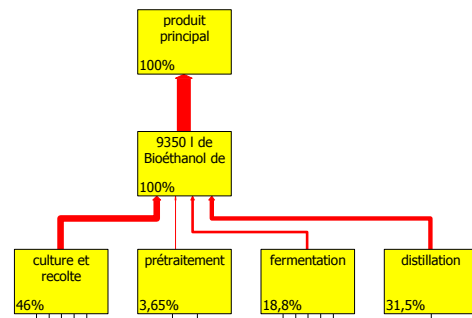 produit
principal
100%
9350 l de
Bioéthanol de
100%
culture et
recolte
46%
prétraitement
3,65%
fermentation
18,8%
distillation
31,5%